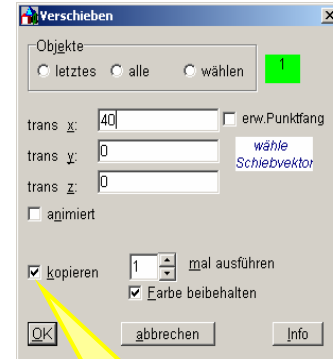 Verschieben
Objekte
letztes alle wählen 1
trans x: 40 erw.Punktfang
trans y: 0 wähle
Schiebvektor
trans z: 0
animiert
kopieren 1 mal ausführen
Farbe beibehalten
OK abbrechen Info